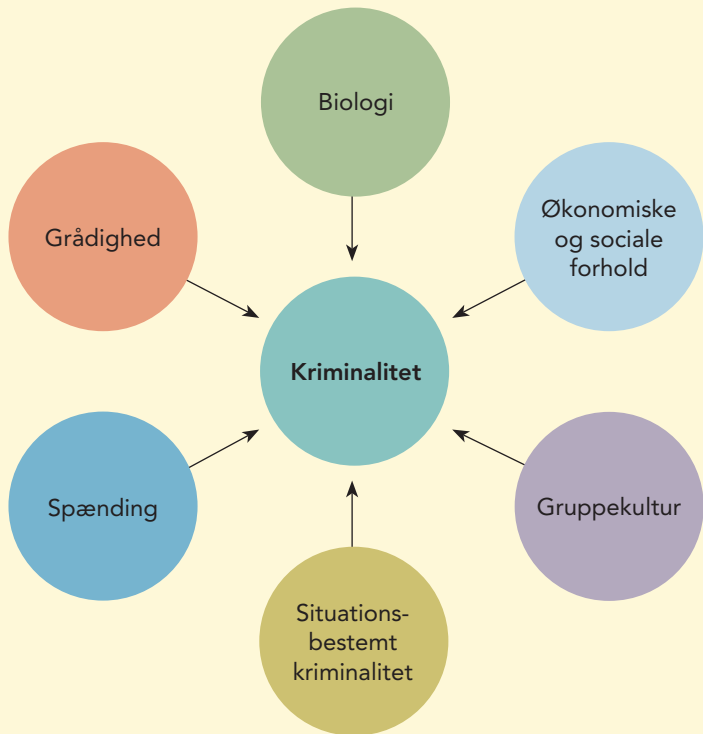 Biologi
Grådighed
Økonomiske
og sociale
forhold
Kriminalitet
Spænding
Gruppekultur
Situations-
bestemt
kriminalitet